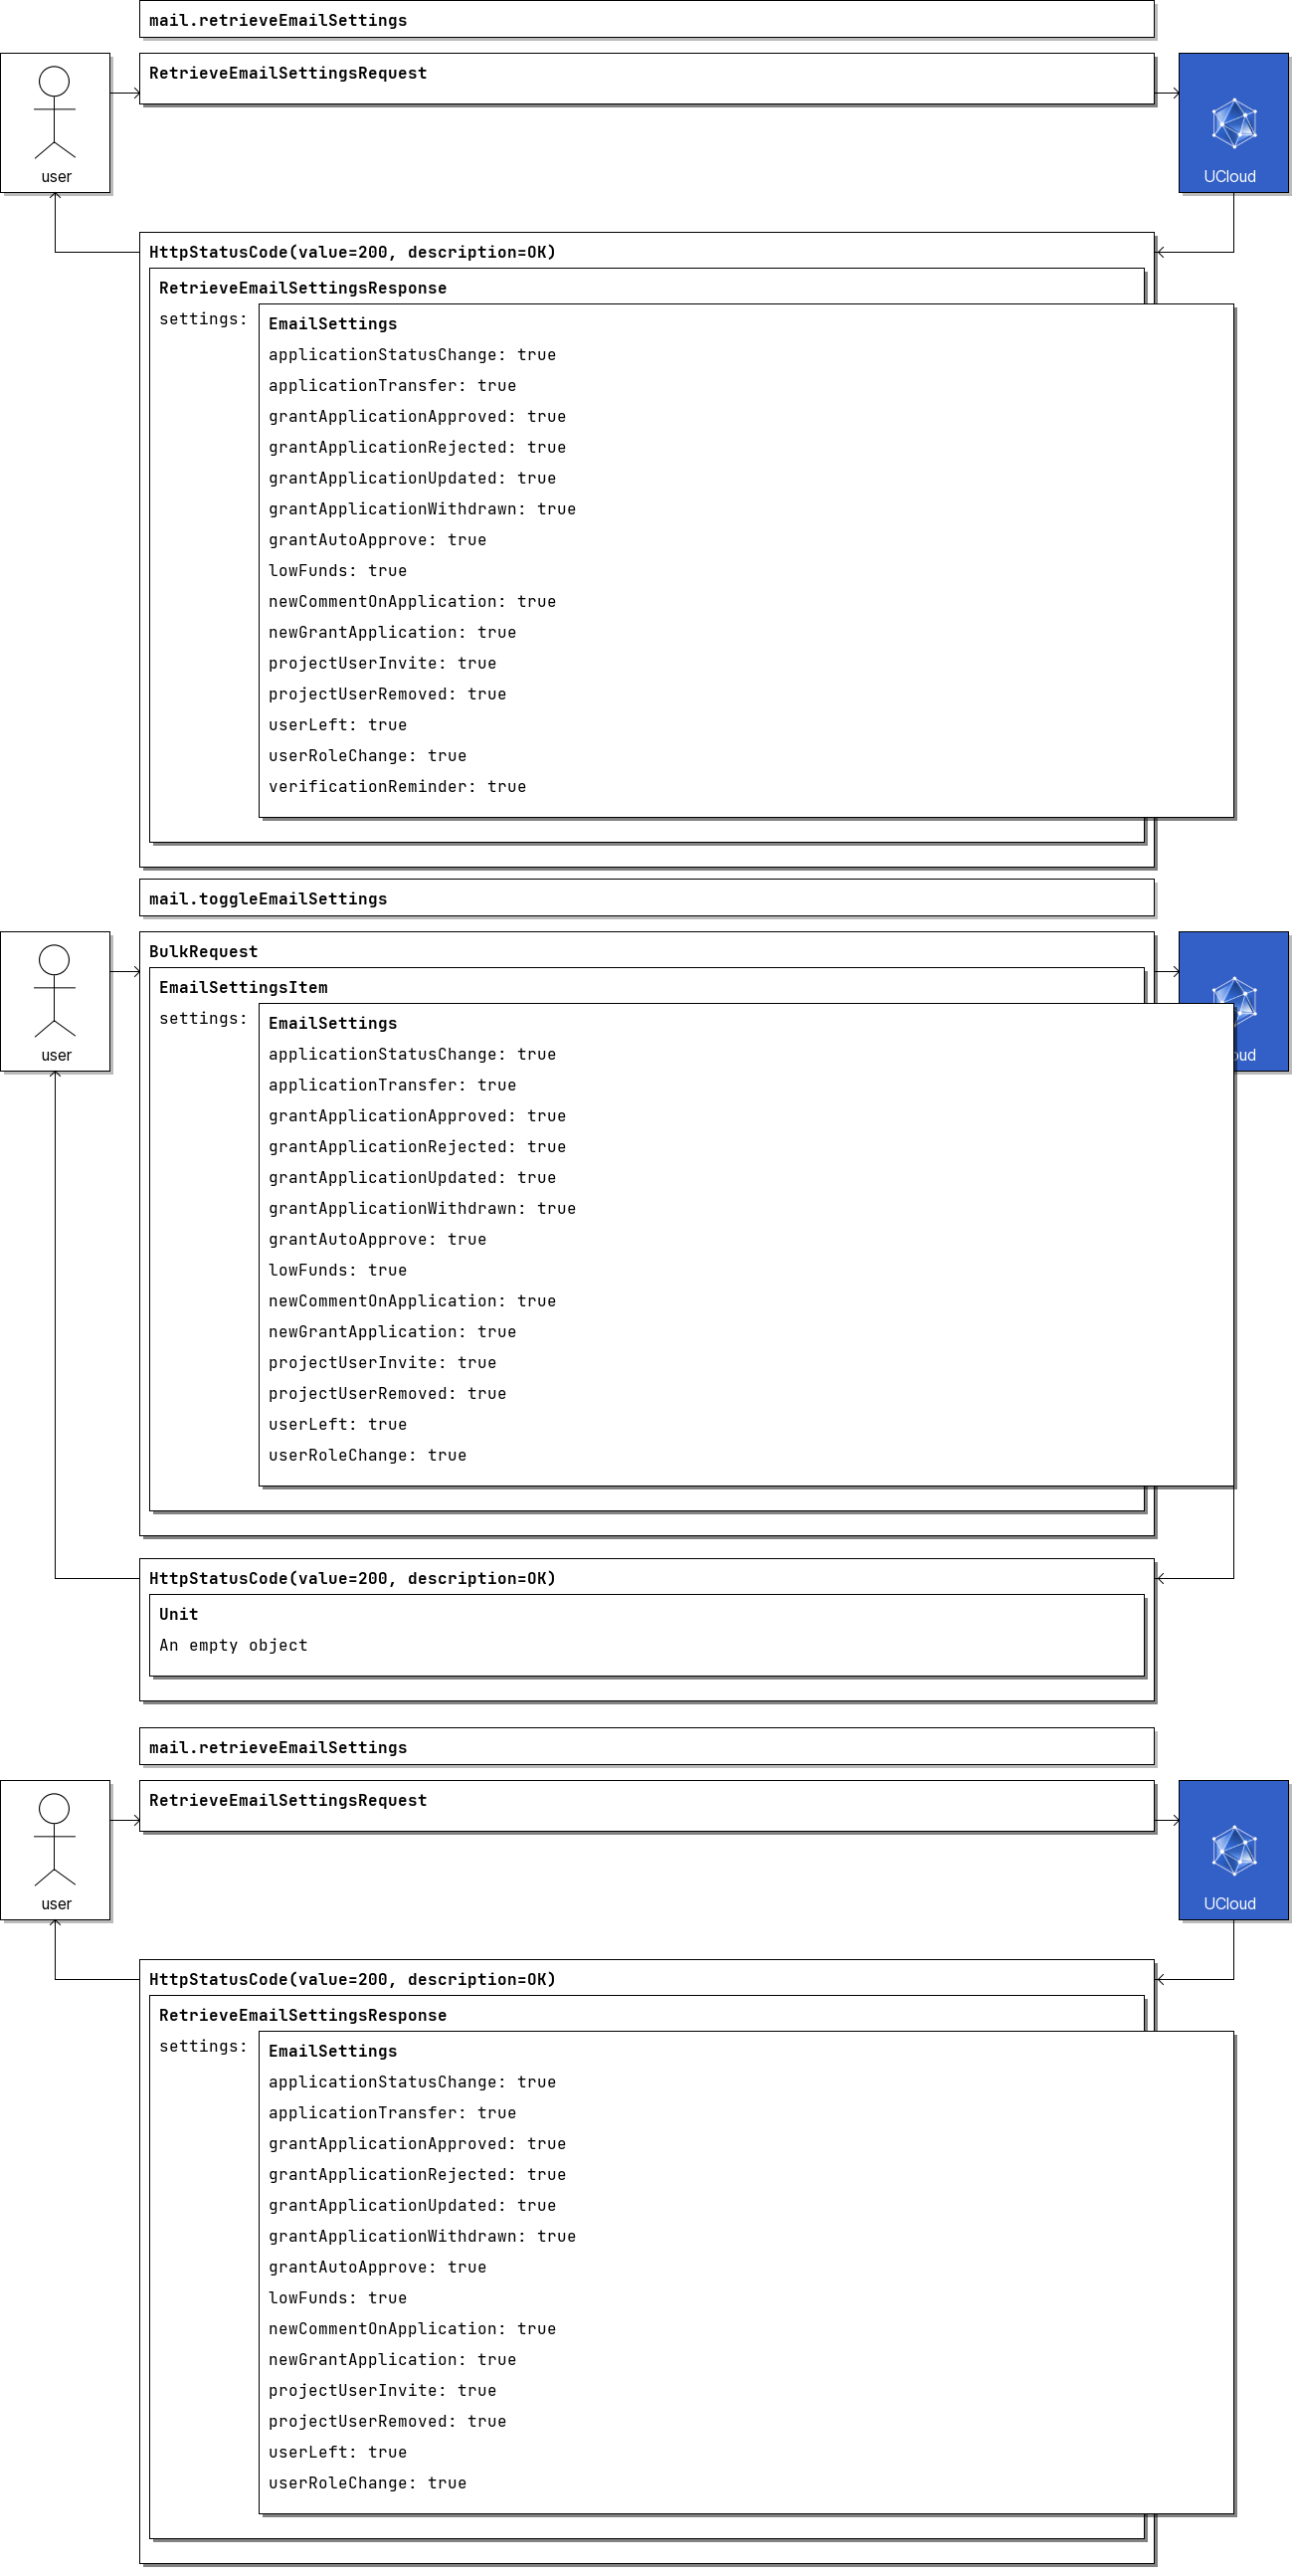 mail.retrieveEmailSettings
RetrieveEmailSettingsRequest
user
UCloud
HttpStatusCode(value=200, description=OK)
RetrieveEmailSettingsResponse
settings:
EmailSettings
applicationStatusChange: true
applicationTransfer: true
grantApplicationApproved: true
grantApplicationRejected: true
grantApplicationUpdated: true
grantApplicationWithdrawn: true
grantAutoApprove: true
lowFunds: true
newCommentOnApplication: true
newGrantApplication: true
projectUserInvite: true
projectUserRemoved: true
userLeft: true
userRoleChange: true
verificationReminder: true
mail.toggleEmailSettings
BulkRequest
EmailSettingsItem
settings:
EmailSettings
user
oud
applicationStatusChange: true
applicationTransfer: true
grantApplicationApproved: true
grantApplicationRejected: true
grantApplicationUpdated: true
grantApplicationWithdrawn: true
grantAutoApprove: true
lowFunds: true
newCommentOnApplication: true
newGrantApplication: true
projectUserInvite: true
projectUserRemoved: true
userLeft: true
userRoleChange: true
HttpStatusCode(value=200, description=OK)
Unit
An empty object
mail.retrieveEmailSettings
RetrieveEmailSettingsRequest
user
UCloud
HttpStatusCode(value=200, description=OK)
RetrieveEmailSettingsResponse
settings:
EmailSettings
applicationStatusChange: true
applicationTransfer: true
grantApplicationApproved: true
grantApplicationRejected: true
grantApplicationUpdated: true
grantApplicationWithdrawn: true
grantAutoApprove: true
lowFunds: true
newCommentOnApplication: true
newGrantApplication: true
projectUserInvite: true
projectUserRemoved: true
userLeft: true
userRoleChange: true